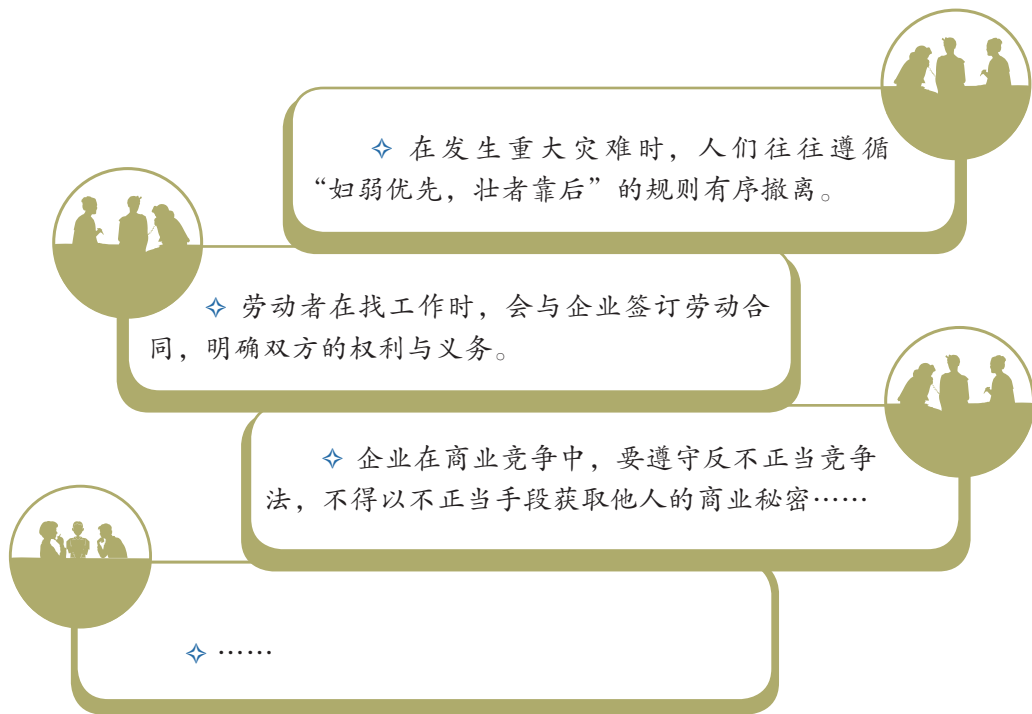 ✧ 在发生重大灾难时，人们往往遵循
“妇弱优先，壮者靠后”的规则有序撤离。
✧ 劳动者在找工作时，会与企业签订劳动合
同，明确双方的权利与义务。
✧ 企业在商业竞争中，要遵守反不正当竞争
法，不得以不正当手段获取他人的商业秘密……
✧ ……